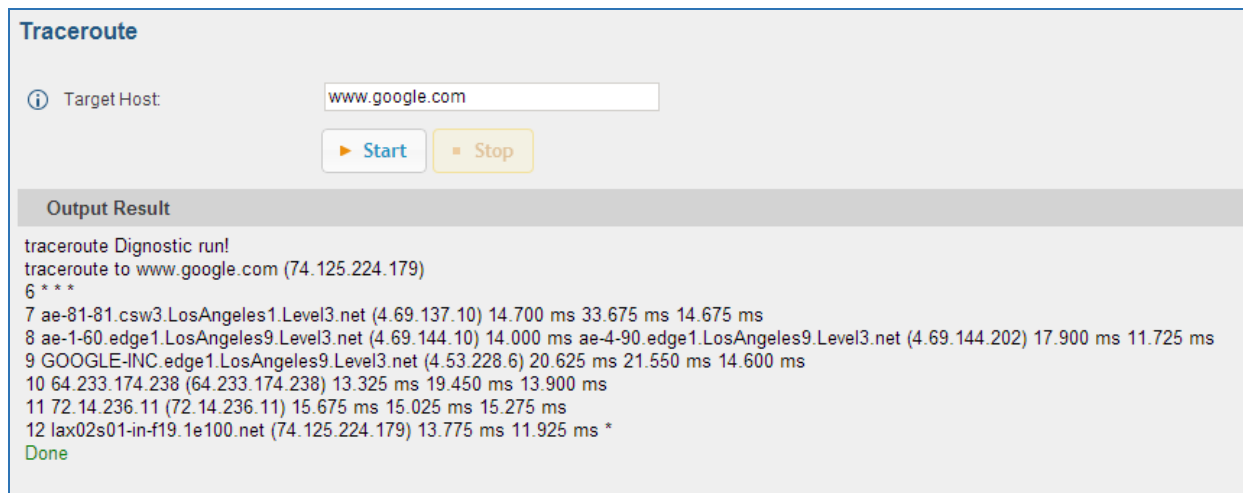 Traceroute
Target Host: www.google.com
Start Stop
Output Result
traceroute Dignostic run!
traceroute to www.google.com (74.125.224.179)
6 * * *
7 ae-81-81.csw3.LosAngeles1.Level3.net (4.69.137.10) 14.700 ms 33.675 ms 14.675 ms
8 ae-1-60.edge1.LosAngeles9.Level3.net (4.69.144.10) 14.000 ms ae-4-90.edge1.LosAngeles9.Level3.net (4.69.144.202) 17.900 ms 11.725 ms
9 GOOGLE-INC.edge1.LosAngeles9.Level3.net (4.53.228.6) 20.625 ms 21.550 ms 14.600 ms
10 64.233.174.238 (64.233.174.238) 13.325 ms 19.450 ms 13.900 ms
11 72.14.236.11 (72.14.236.11) 15.675 ms 15.025 ms 15.275 ms
12 lax02s01-in-f19.1e100.net (74.125.224.179) 13.775 ms 11.925 ms *
Done